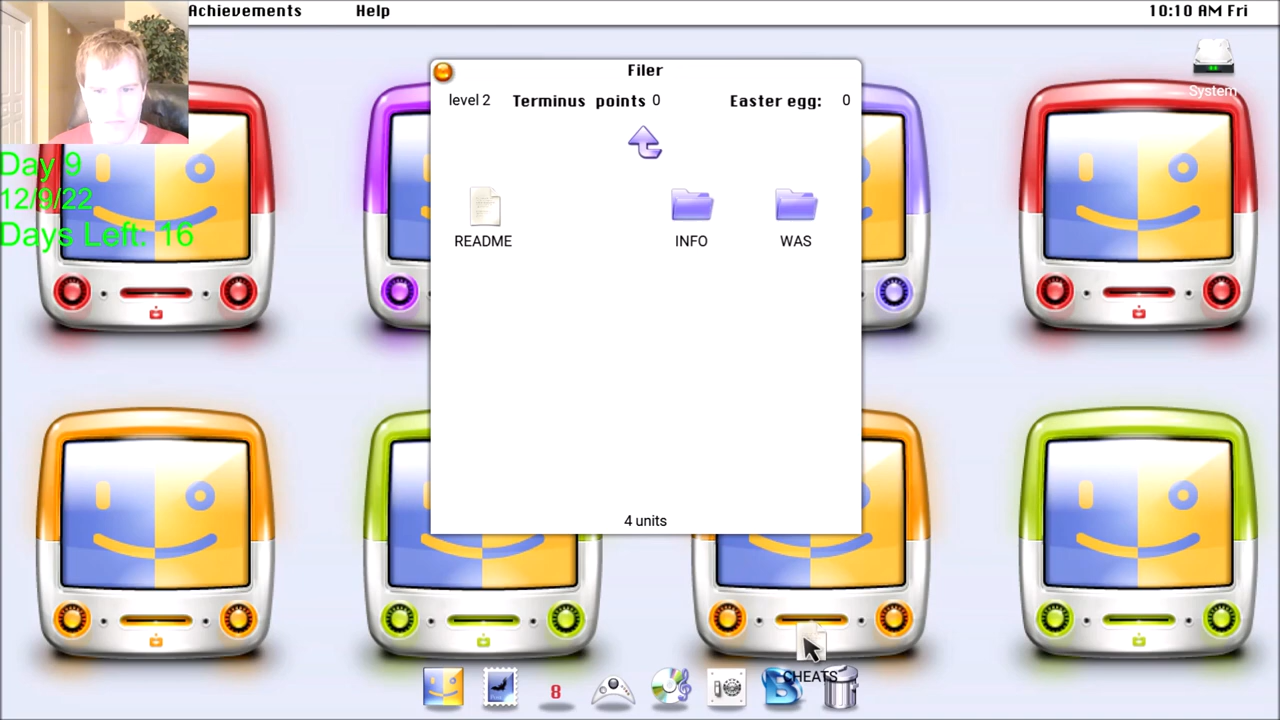 Achievements Help 10:10 AM Fri
Filer
level 2 Terminus points 0 Easter egg: 0
System
Day 9
12/9/22
Days Left: 16
README INFO WAS
4 units
8
B
CHEATS